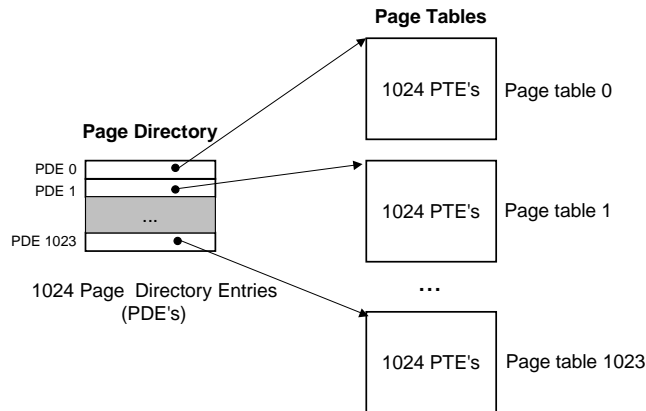 Page Tables
1024 PTE's
Page table 0
Page Directory
PDE 0
PDE 1
...
PDE 1023
1024 Page Directory Entries
(PDE's)
1024 PTE's
Page table 1
...
1024 PTE's
Page table 1023